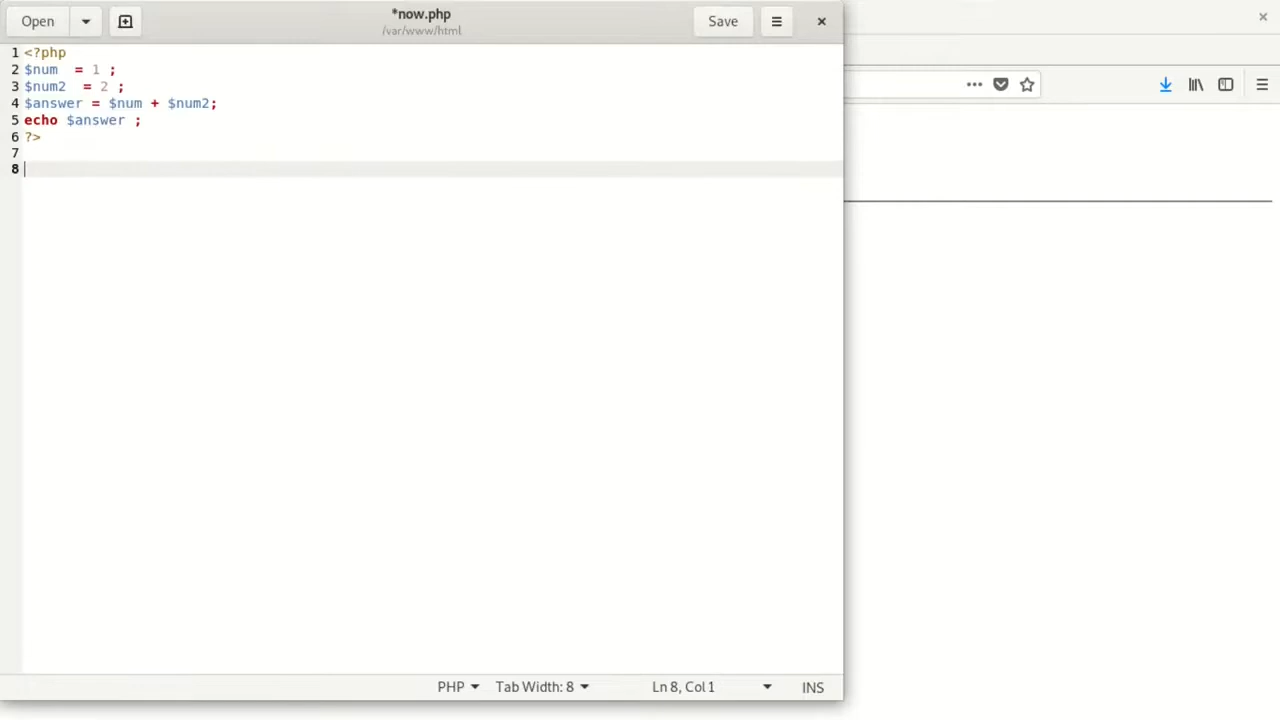 Open
*now.php
/var/www/html
Save
1 <?php
2 $num  = 1 ;
3 $num2  = 2 ;
4 $answer = $num + $num2;
5 echo $answer ;
6 ?>
7
8
PHP
Tab Width: 8
Ln 8, Col 1
INS